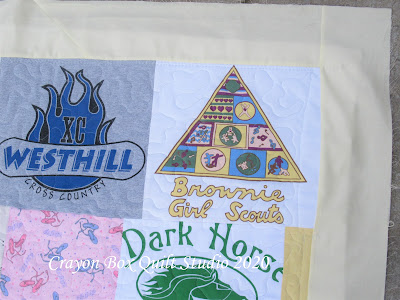 XC
WESTHILL
CROSS COUNTRY
Brownie
Girl Scouts
Dark Horse
Crayon Box Quilt Studio 2020